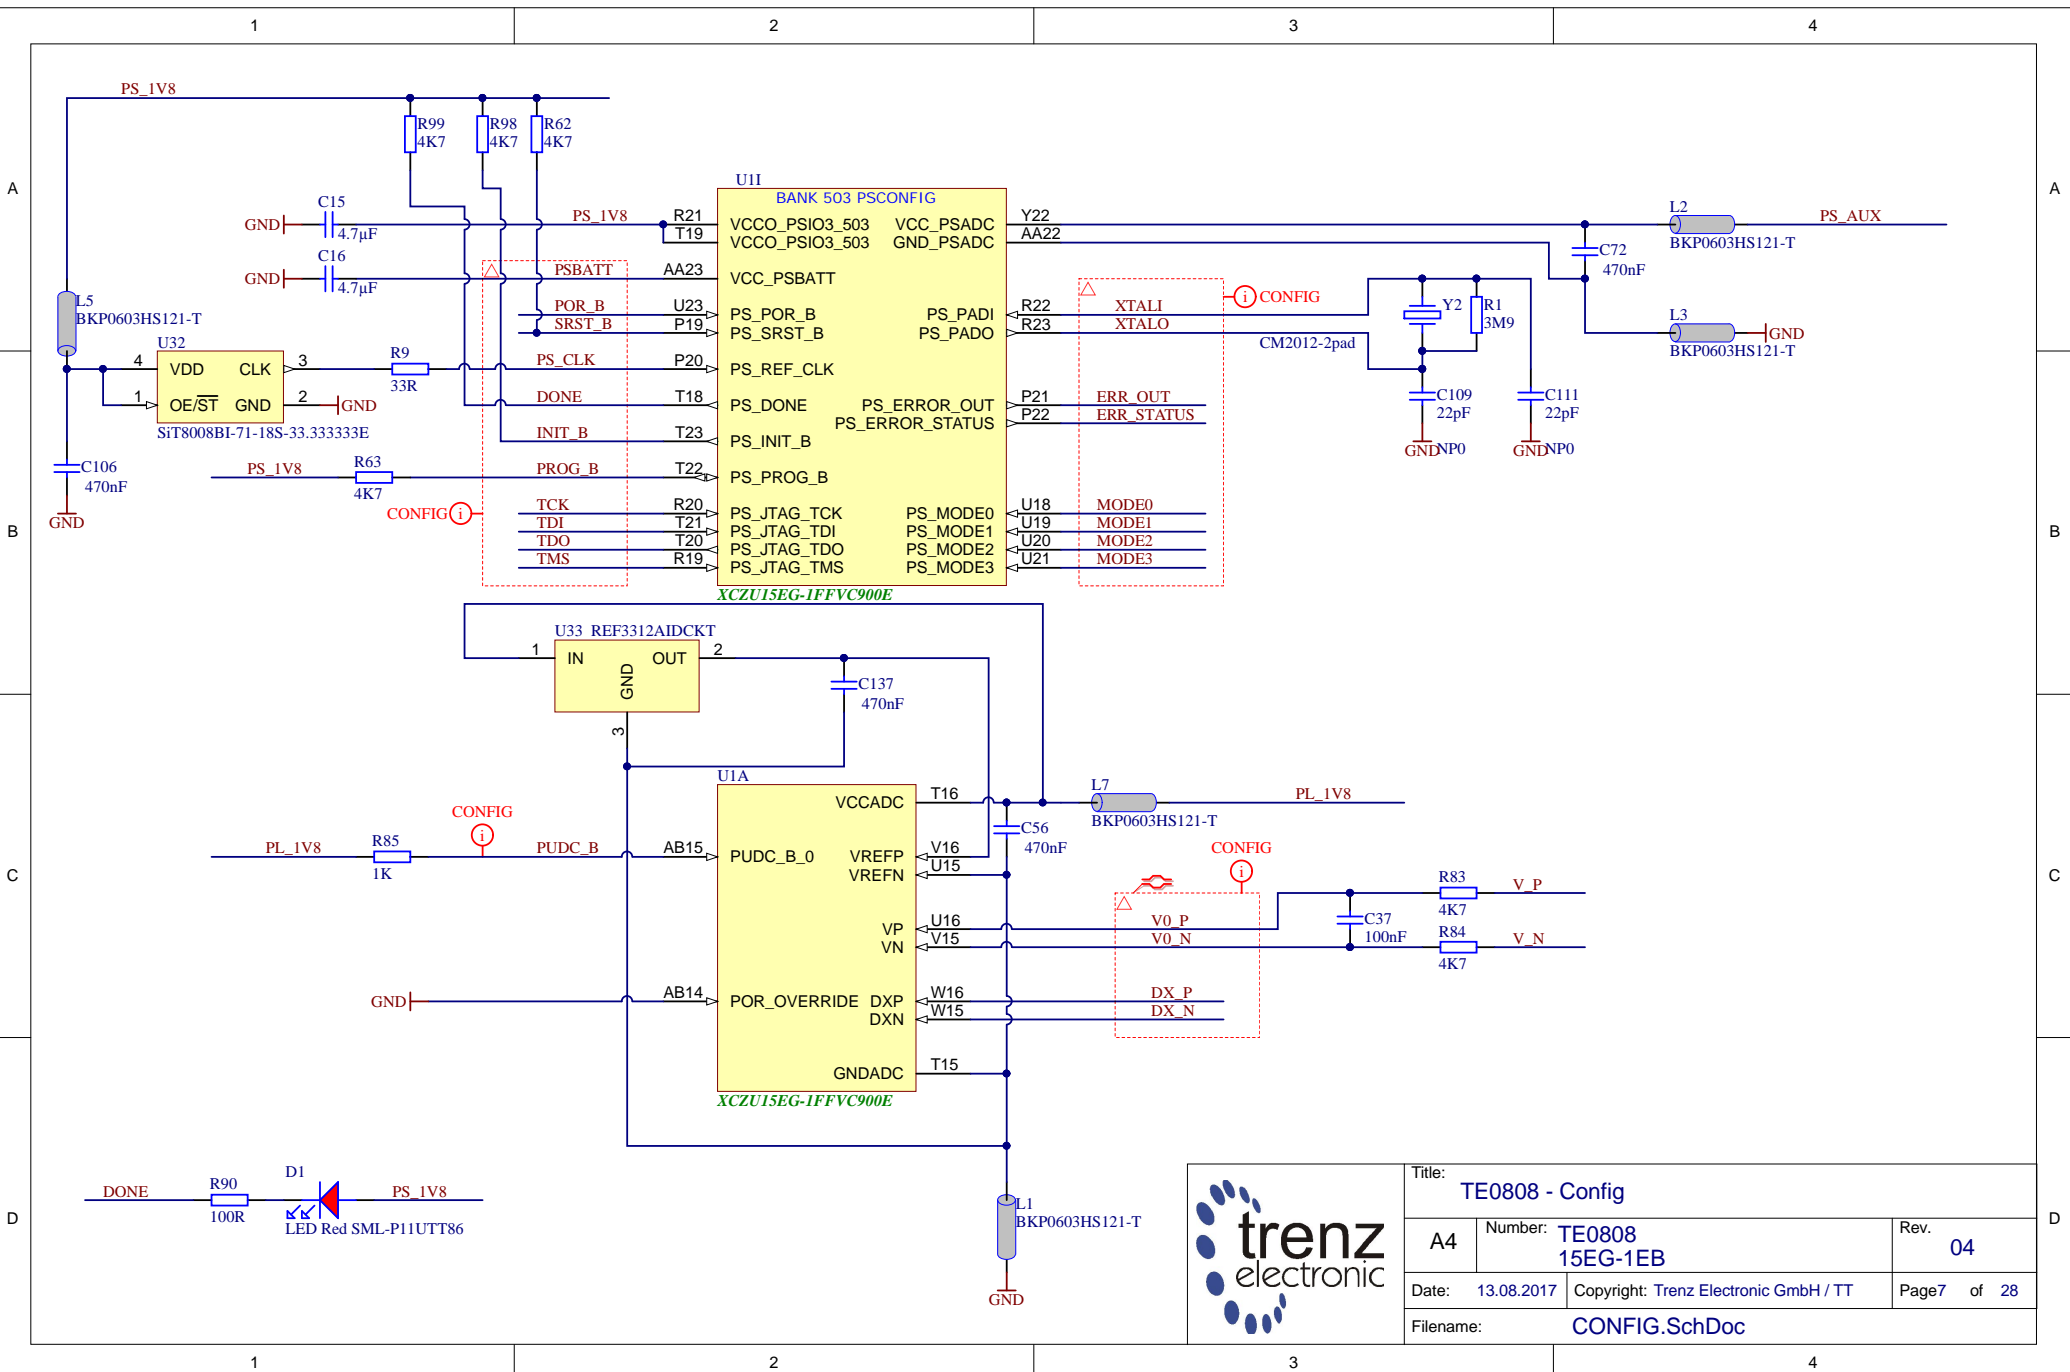 1 2 3 4
A
B
C
D
A
B
C
D
PS_1V8
R99
4K7
R98
4K7
R62
4K7
C15
4.7µF
GND
PS_1V8
C16
4.7µF
GND
PSBATT
POR_B
SRST_B
PS_CLK
DONE
INIT_B
PROG_B
TCK
TDI
TDO
TMS
CONFIG
L5
BKP0603HS121-T
U32
4 VDD CLK 3
1 OE/ST GND 2
GND
SiT8008BI-71-18S-33.333333E
R9
33R
C106
470nF
GND
PS_1V8
R63
4K7
U1I
BANK 503 PSCONFIG
R21 VCCO_PSIO3_503
T19 VCCO_PSIO3_503
AA23 VCC_PSBATT
U23 PS_POR_B
P19 PS_SRST_B
P20 PS_REF_CLK
T18 PS_DONE
T23 PS_INIT_B
T22 PS_PROG_B
R20 PS_JTAG_TCK
T21 PS_JTAG_TDI
T20 PS_JTAG_TDO
R19 PS_JTAG_TMS
VCC_PSADC Y22
GND_PSADC AA22
PS_PADI R22
PS_PADO R23
PS_ERROR_OUT P21
PS_ERROR_STATUS P22
PS_MODE0 U18
PS_MODE1 U19
PS_MODE2 U20
PS_MODE3 U21
XCZU15EG-1FFVC900E
XTALI
XTALO
ERR_OUT
ERR_STATUS
MODE0
MODE1
MODE2
MODE3
CONFIG
CM2012-2pad
Y2
R1
3M9
C109
22pF
GND NP0
C111
22pF
GND NP0
C72
470nF
L2
BKP0603HS121-T
PS_AUX
L3
BKP0603HS121-T
GND
U33 REF3312AIDCKT
1 IN OUT 2
GND
3
C137
470nF
U1A
VCCADC T16
AB15 PUDC_B_0
VREFP V16
VREFN U15
VP U16
VN V15
AB14 POR_OVERRIDE
DXP W16
DXN W15
GNDADC T15
XCZU15EG-1FFVC900E
PL_1V8
R85
1K
CONFIG
PUDC_B
GND
L7
BKP0603HS121-T
PL_1V8
C56
470nF
CONFIG
V0_P
V0_N
DX_P
DX_N
C37
100nF
R83
4K7
V_P
R84
4K7
V_N
L1
BKP0603HS121-T
GND
DONE
R90
100R
D1
PS_1V8
LED Red SML-P11UTT86
trenz
electronic
Title:
TE0808 - Config
A4
Number: TE0808
15EG-1EB
Rev.
04
Date: 13.08.2017
Copyright: Trenz Electronic GmbH / TT
Page7 of 28
Filename: CONFIG.SchDoc
1 2 3 4